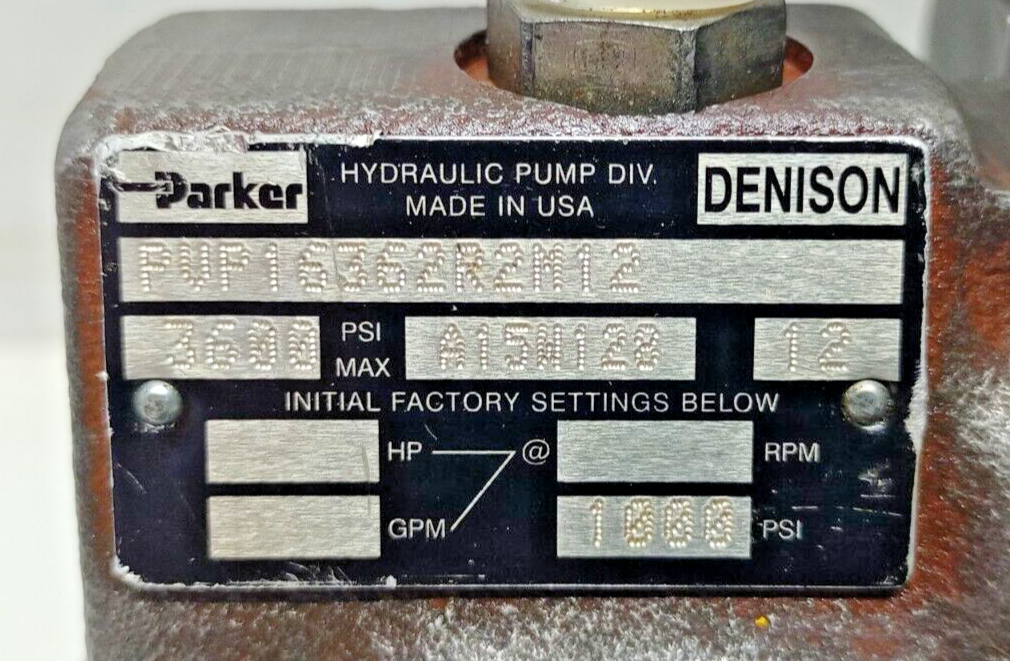 Parker HYDRAULIC PUMP DIV. DENISON
MADE IN USA
PVP16362R2M12
3600 PSI MAX A15W128 12
INITIAL FACTORY SETTINGS BELOW
HP @ RPM
GPM 1000 PSI